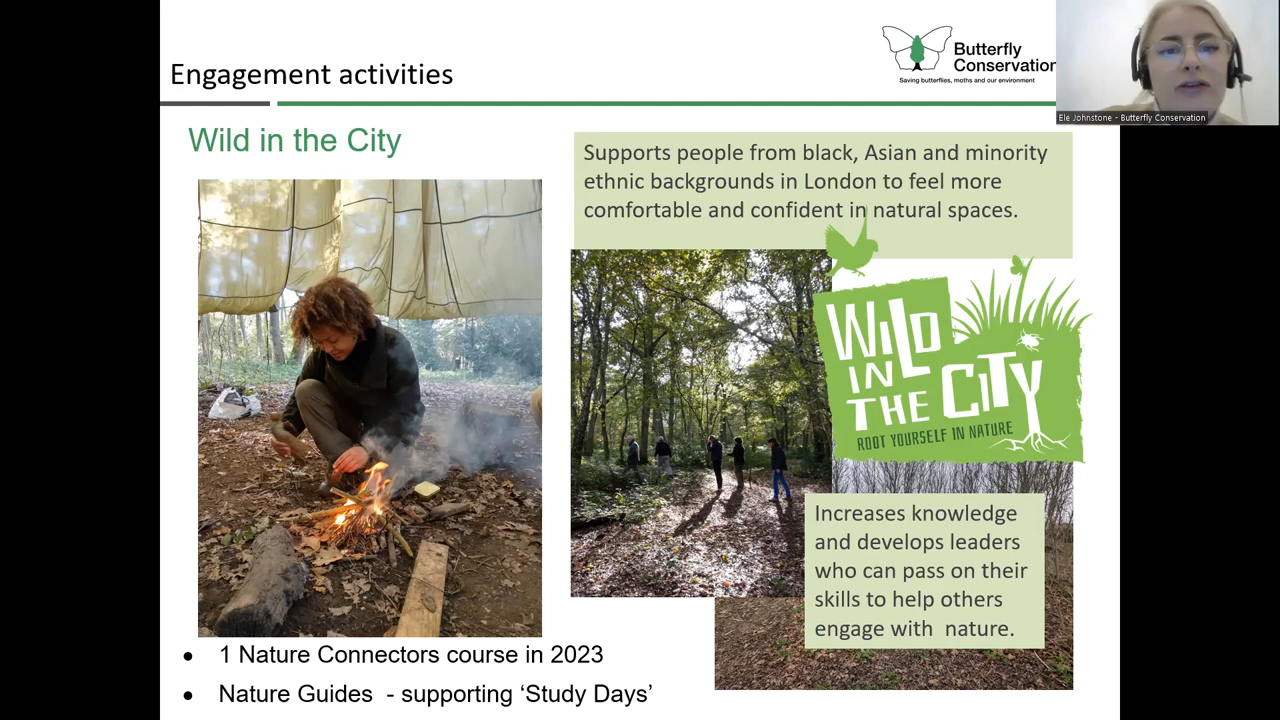 Engagement activities
Butterfly
Conservation
Saving butterflies, moths and our environment
Ele Johnstone - Butterfly Conservation
Wild in the City
Supports people from black, Asian and minority
ethnic backgrounds in London to feel more
comfortable and confident in natural spaces.
WiLD
IN
THE CiTY
ROOT YOURSELF IN NATURE
Increases knowledge
and develops leaders
who can pass on their
skills to help others
engage with nature.
• 1 Nature Connectors course in 2023
• Nature Guides - supporting ‘Study Days’